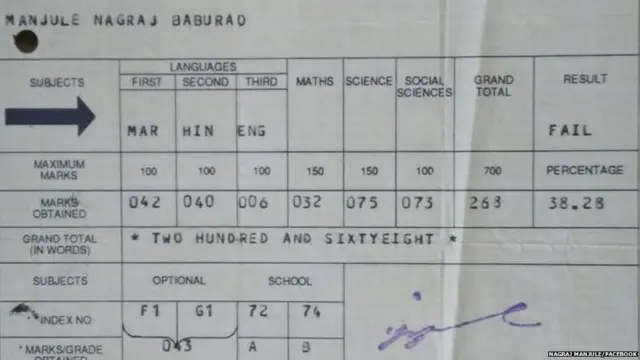 MANJULE NAGRAJ BABURAO
LANGUAGES
SUBJECTS FIRST SECOND THIRD MATHS SCIENCE SOCIAL SCIENCES GRAND TOTAL RESULT
MAR HIN ENG FAIL
MAXIMUM MARKS 100 100 100 150 150 100 700 PERCENTAGE
MARKS OBTAINED 042 040 006 032 075 073 268 38.28
GRAND TOTAL (IN WORDS) * TWO HUNDRED AND SIXTYEIGHT *
SUBJECTS OPTIONAL SCHOOL
INDEX NO F1 G1 72 74
MARKS/GRADE OBTAINED 043 A B
NAGRAJ MANJULE/FACEBOOK